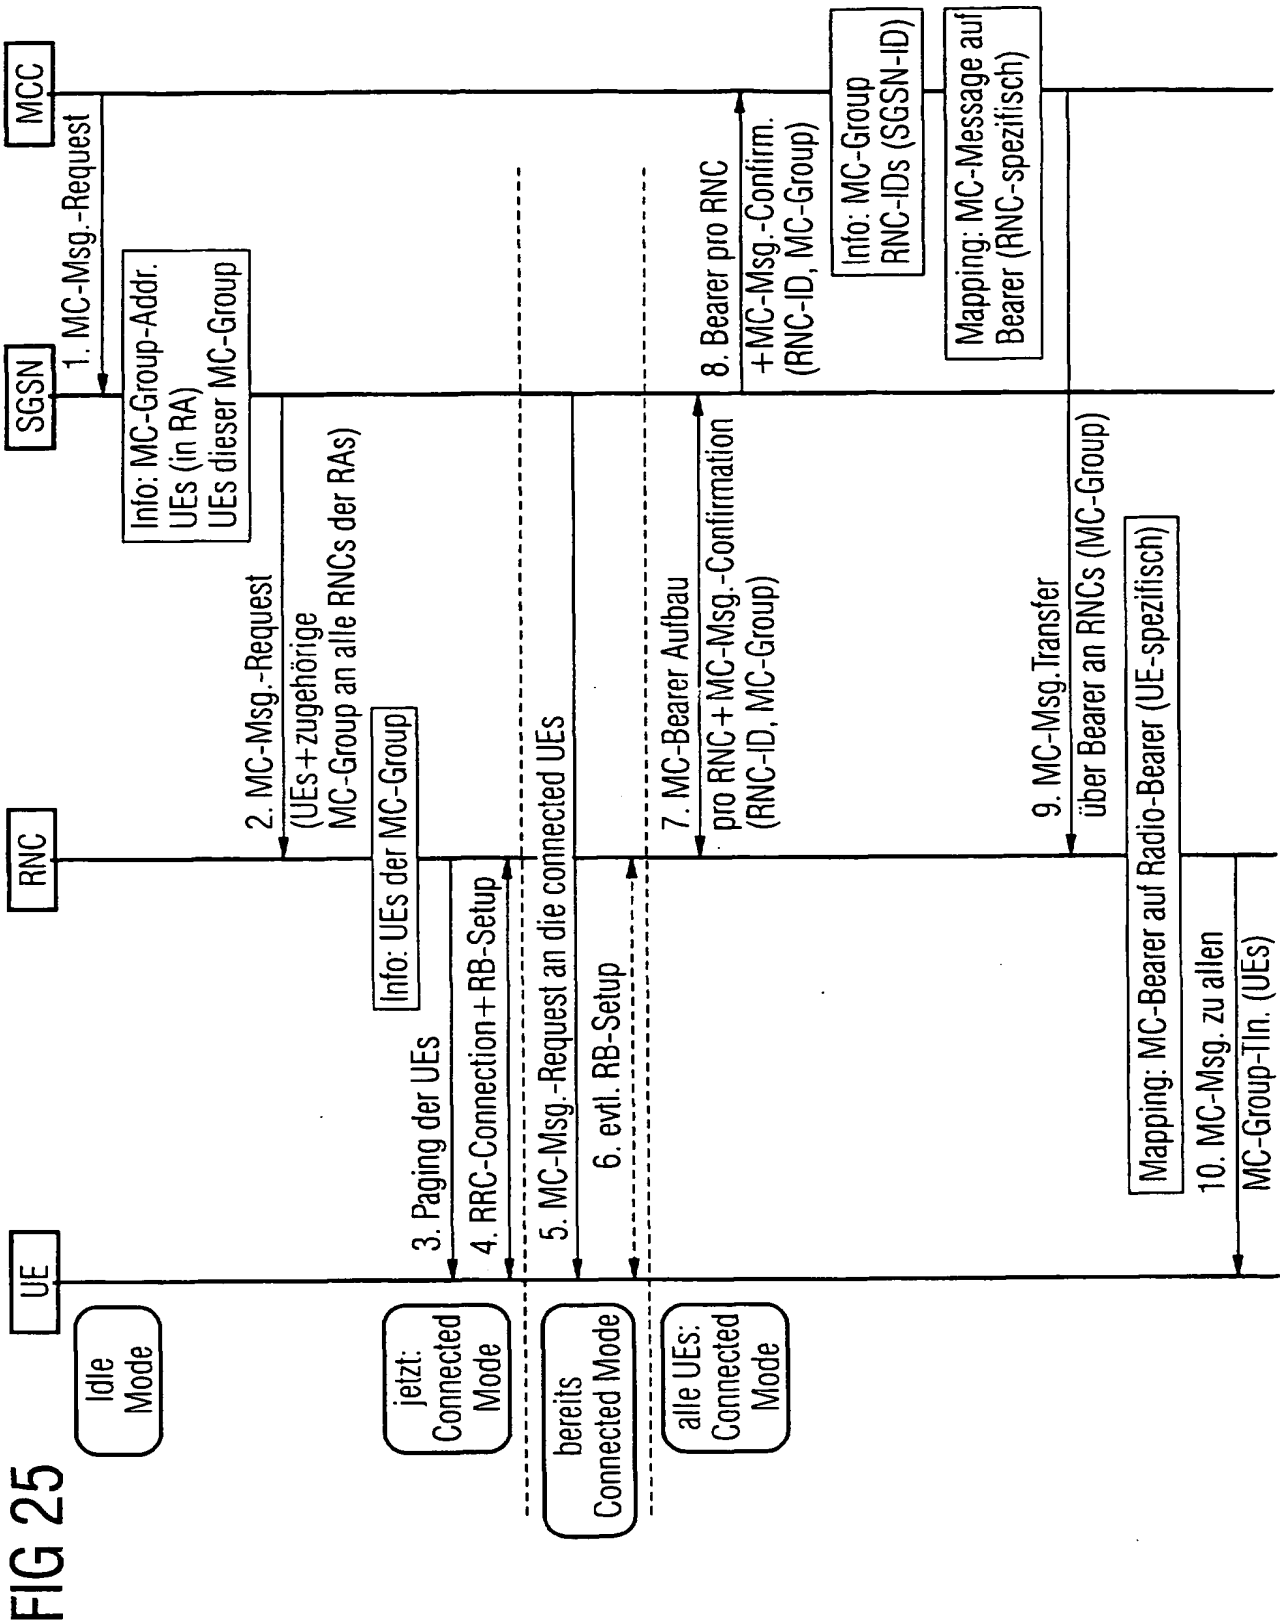 FIG 25
UE
RNC
SGSN
MCC
Idle
Mode
1. MC-Msg.-Request
Info: MC-Group-Addr.
UEs (in RA)
UEs dieser MC-Group
2. MC-Msg.-Request
(UEs+zugehörige
MC-Group an alle RNCs der RAs)
Info: UEs der MC-Group
jetzt:
Connected
Mode
3. Paging der UEs
4. RRC-Connection+RB-Setup
bereits
Connected Mode
5. MC-Msg.-Request an die connected UEs
6. evtl. RB-Setup
alle UEs:
Connected
Mode
7. MC-Bearer Aufbau
pro RNC+MC-Msg.-Confirmation
(RNC-ID, MC-Group)
8. Bearer pro RNC
+MC-Msg.-Confirm.
(RNC-ID, MC-Group)
Info: MC-Group
RNC-IDs (SGSN-ID)
Mapping: MC-Message auf
Bearer (RNC-spezifisch)
9. MC-Msg.Transfer
über Bearer an RNCs (MC-Group)
Mapping: MC-Bearer auf Radio-Bearer (UE-spezifisch)
10. MC-Msg. zu allen
MC-Group-Tln. (UEs)